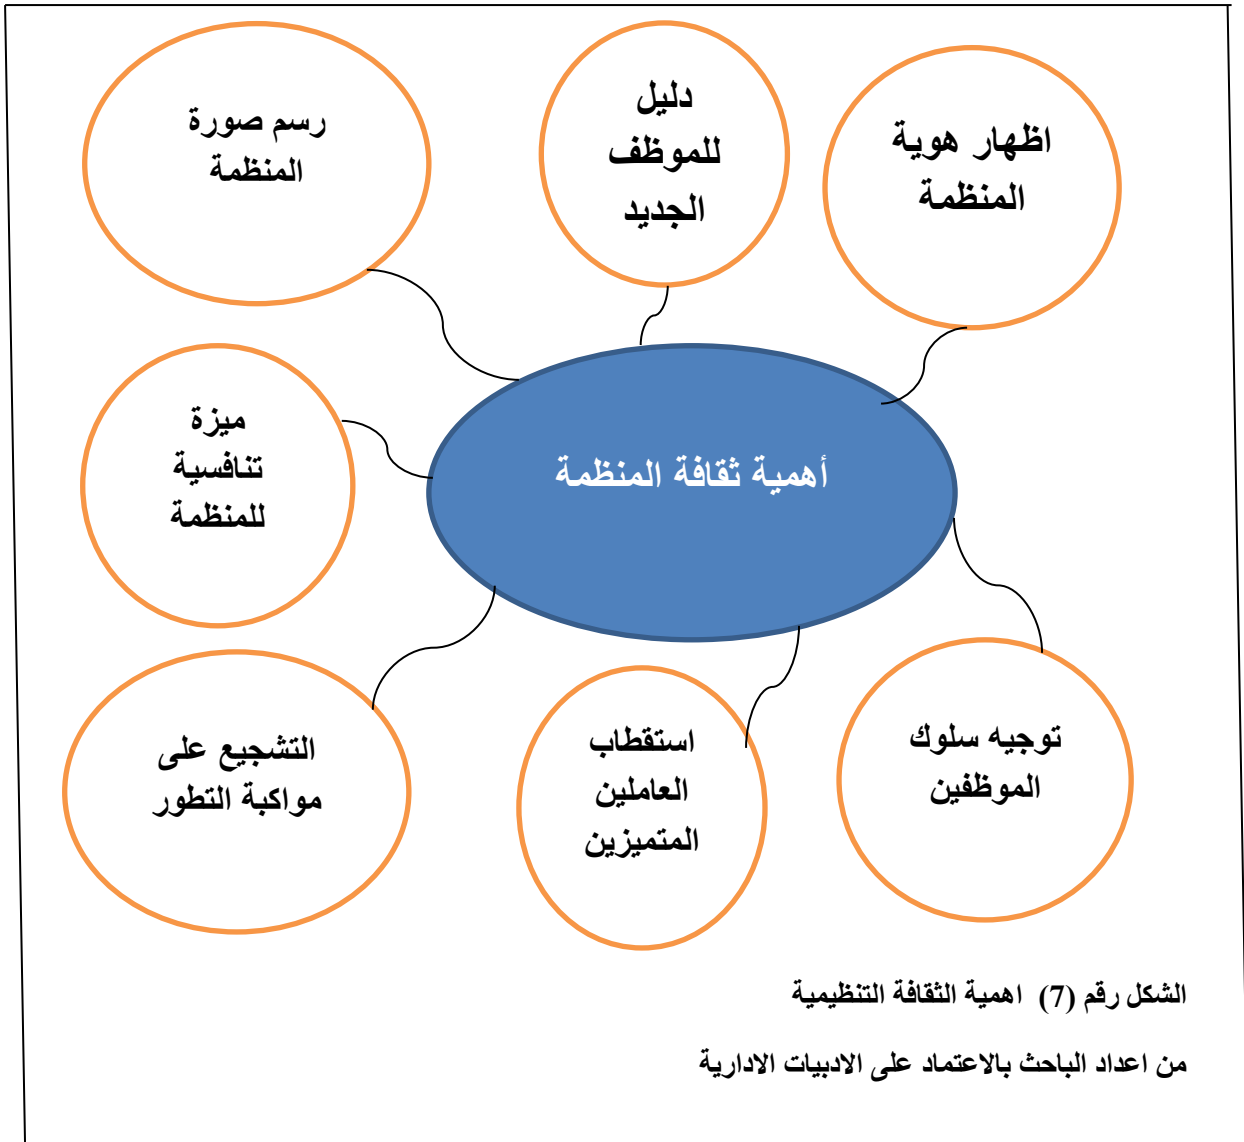 اظهار هوية
المنظمة
دليل
للموظف
الجديد
رسم صورة
المنظمة
أهمية ثقافة المنظمة
ميزة
تنافسية
للمنظمة
توجيه سلوك
الموظفين
استقطاب
العاملين
المتميزين
التشجيع على
مواكبة التطور
الشكل رقم (7) اهمية الثقافة التنظيمية
من اعداد الباحث بالاعتماد على الادبيات الادارية